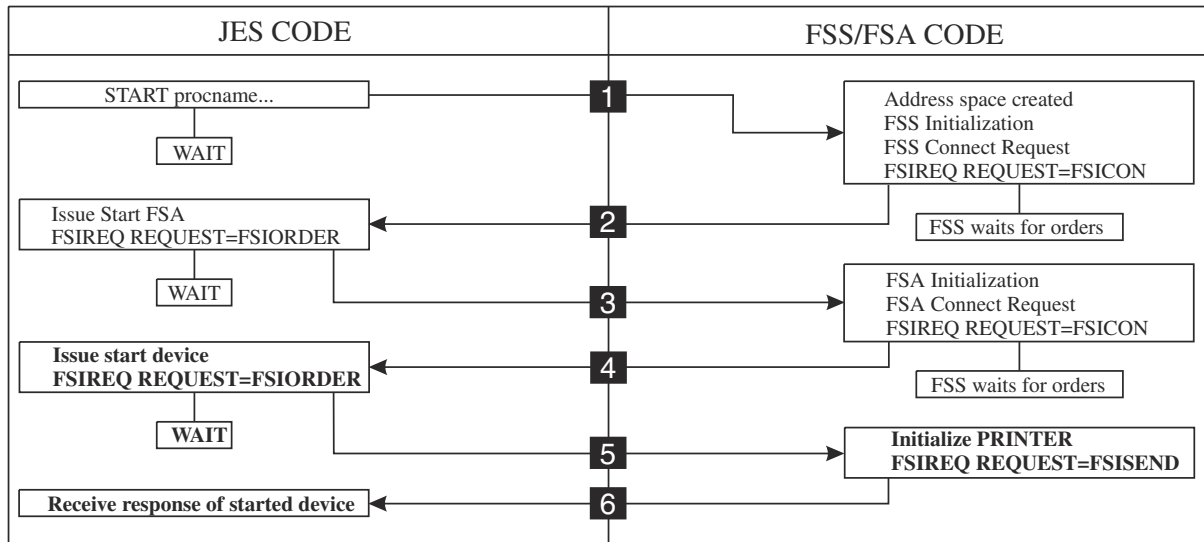 JES CODE
FSS/FSA CODE
START procname...
1
Address space created
FSS Initialization
FSS Connect Request
FSIREQ REQUEST=FSICON
WAIT
Issue Start FSA
FSIREQ REQUEST=FSIORDER
2
FSS waits for orders
WAIT
3
FSA Initialization
FSA Connect Request
FSIREQ REQUEST=FSICON
Issue start device
FSIREQ REQUEST=FSIORDER
4
FSS waits for orders
WAIT
5
Initialize PRINTER
FSIREQ REQUEST=FSISEND
Receive response of started device
6